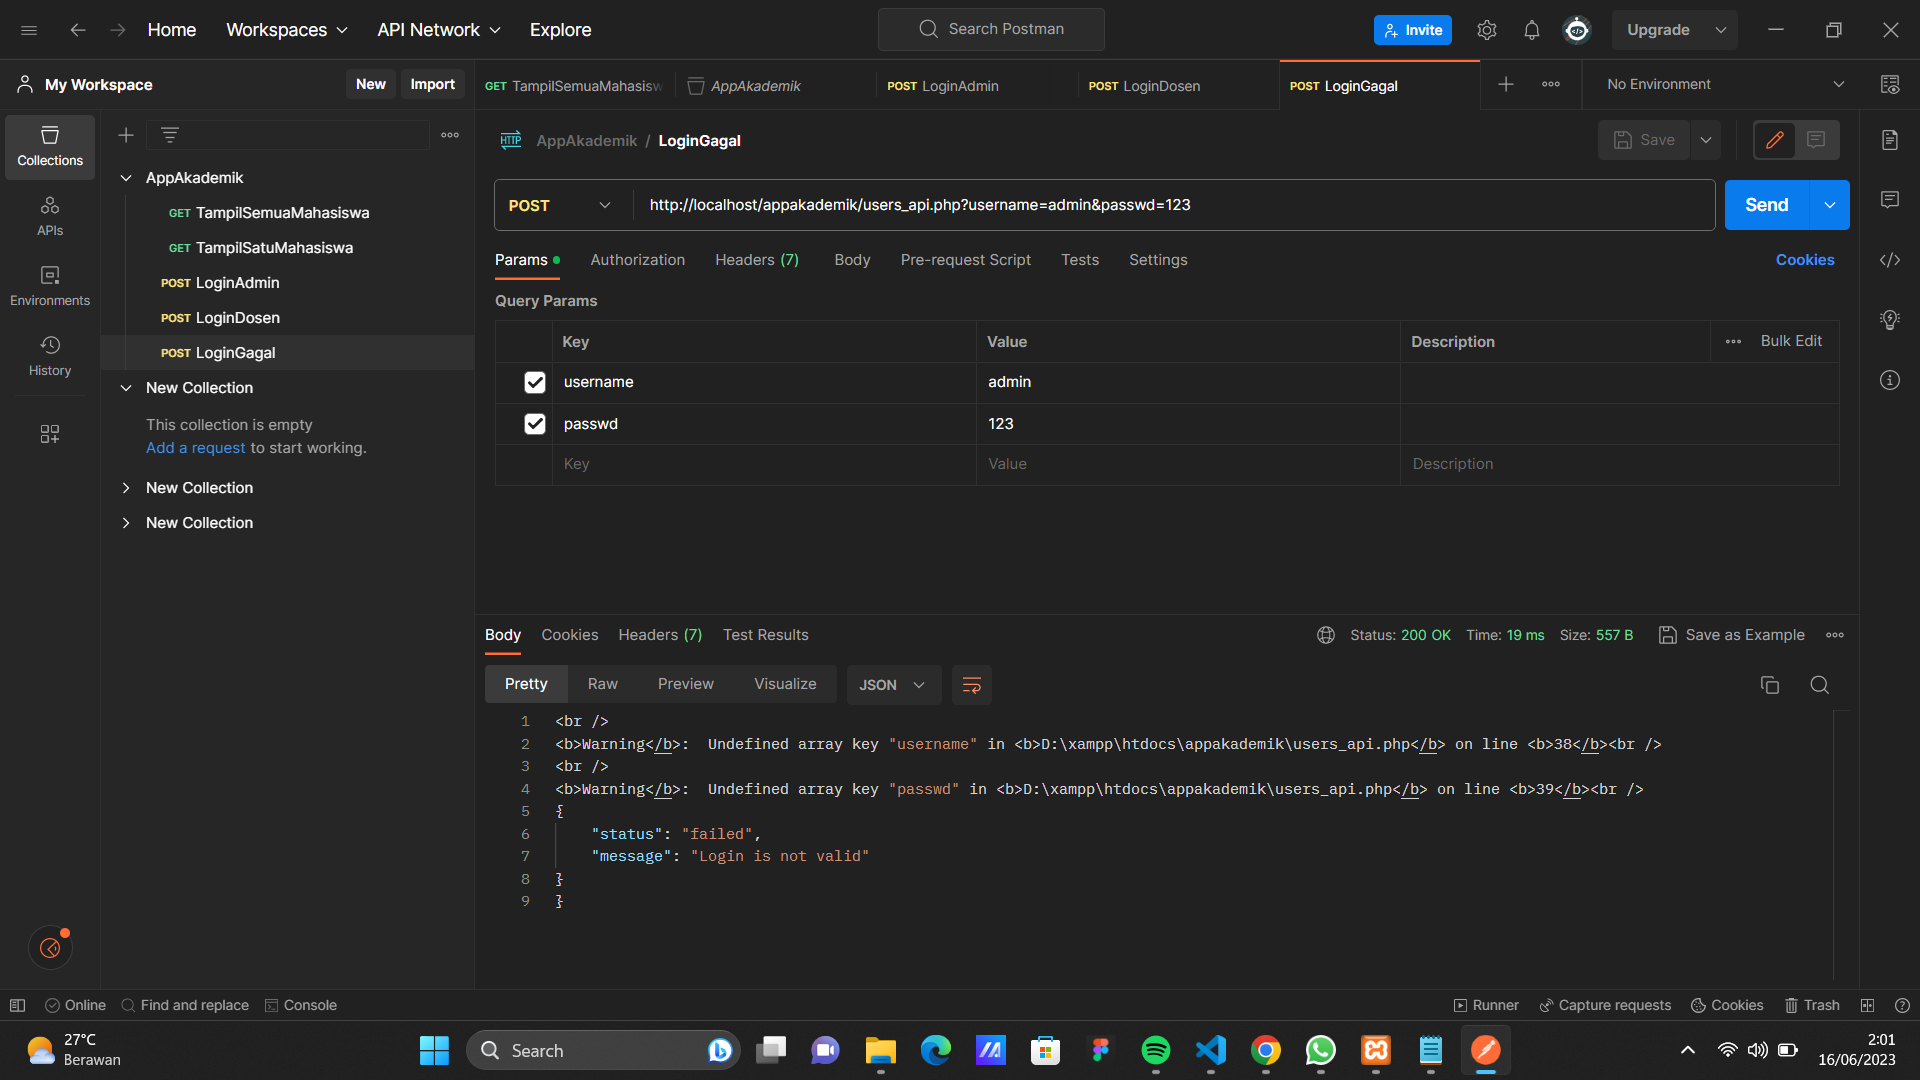 Home
Workspaces
API Network
Explore
Search Postman
Invite
Upgrade
My Workspace
New
Import
GET TampilSemuaMahasisw
AppAkademik
POST LoginAdmin
POST LoginDosen
POST LoginGagal
No Environment
Collections
APIs
Environments
History
AppAkademik
GET TampilSemuaMahasiswa
GET TampilSatuMahasiswa
POST LoginAdmin
POST LoginDosen
POST LoginGagal
New Collection
This collection is empty
Add a request to start working.
New Collection
New Collection
HTTP AppAkademik / LoginGagal
Save
POST
http://localhost/appakademik/users_api.php?username=admin&passwd=123
Send
Params
Authorization
Headers (7)
Body
Pre-request Script
Tests
Settings
Cookies
Query Params
Key Value Description Bulk Edit
username admin
passwd 123
Key Value Description
Body Cookies Headers (7) Test Results
Status: 200 OK Time: 19 ms Size: 557 B Save as Example
Pretty Raw Preview Visualize JSON
1 <br />
2 <b>Warning</b>:  Undefined array key "username" in <b>D:\xampp\htdocs\appakademik\users_api.php</b> on line <b>38</b><br />
3 <br />
4 <b>Warning</b>:  Undefined array key "passwd" in <b>D:\xampp\htdocs\appakademik\users_api.php</b> on line <b>39</b><br />
5 {
6     "status": "failed",
7     "message": "Login is not valid"
8 }
9 }
Online
Find and replace
Console
Runner
Capture requests
Cookies
Trash
27°C
Berawan
Search
2:01
16/06/2023